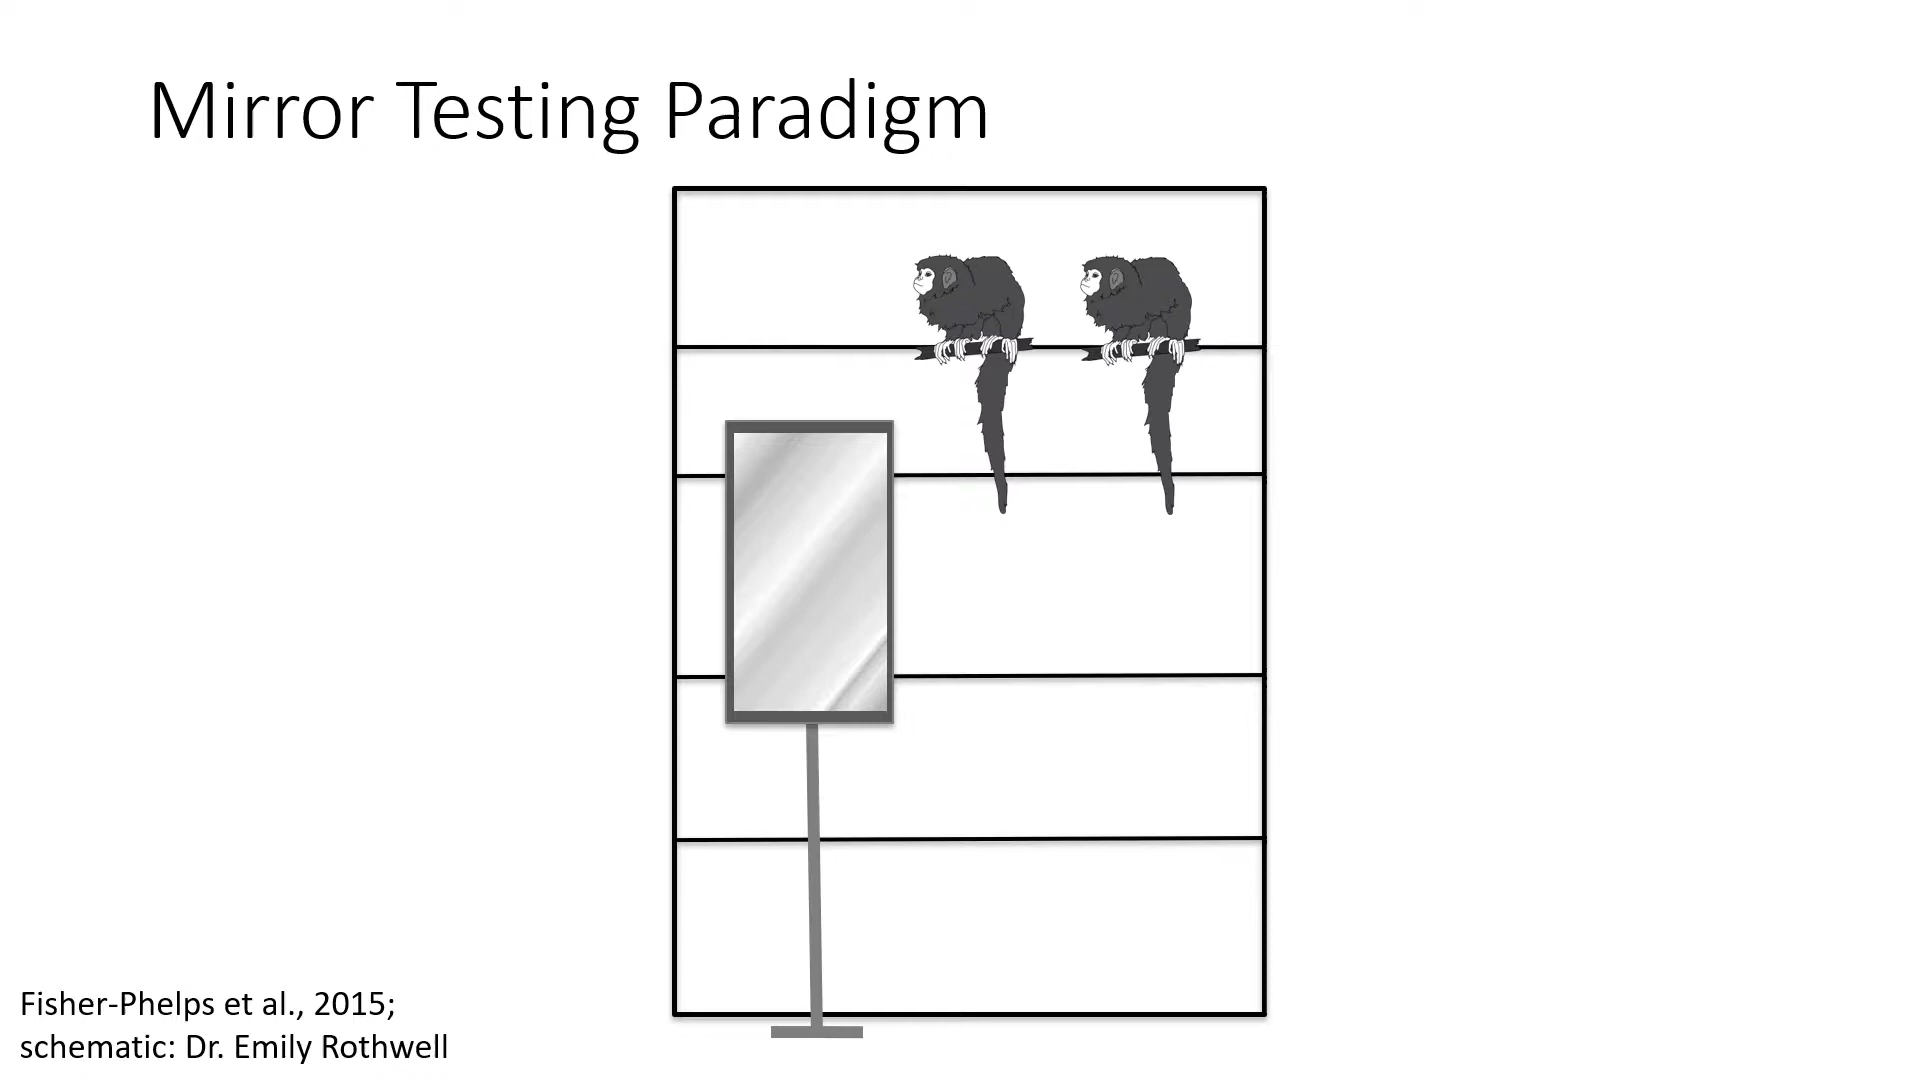 Mirror Testing Paradigm
Fisher-Phelps et al., 2015;
schematic: Dr. Emily Rothwell